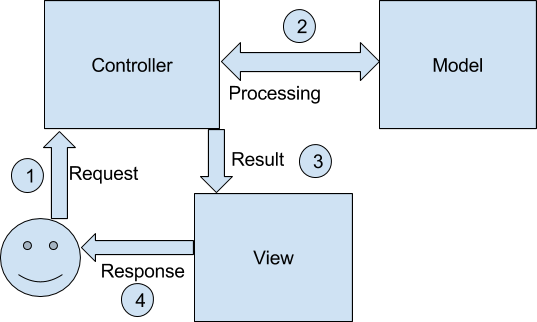 2
Controller
Model
Processing
1
Request
Result
3
View
Response
4